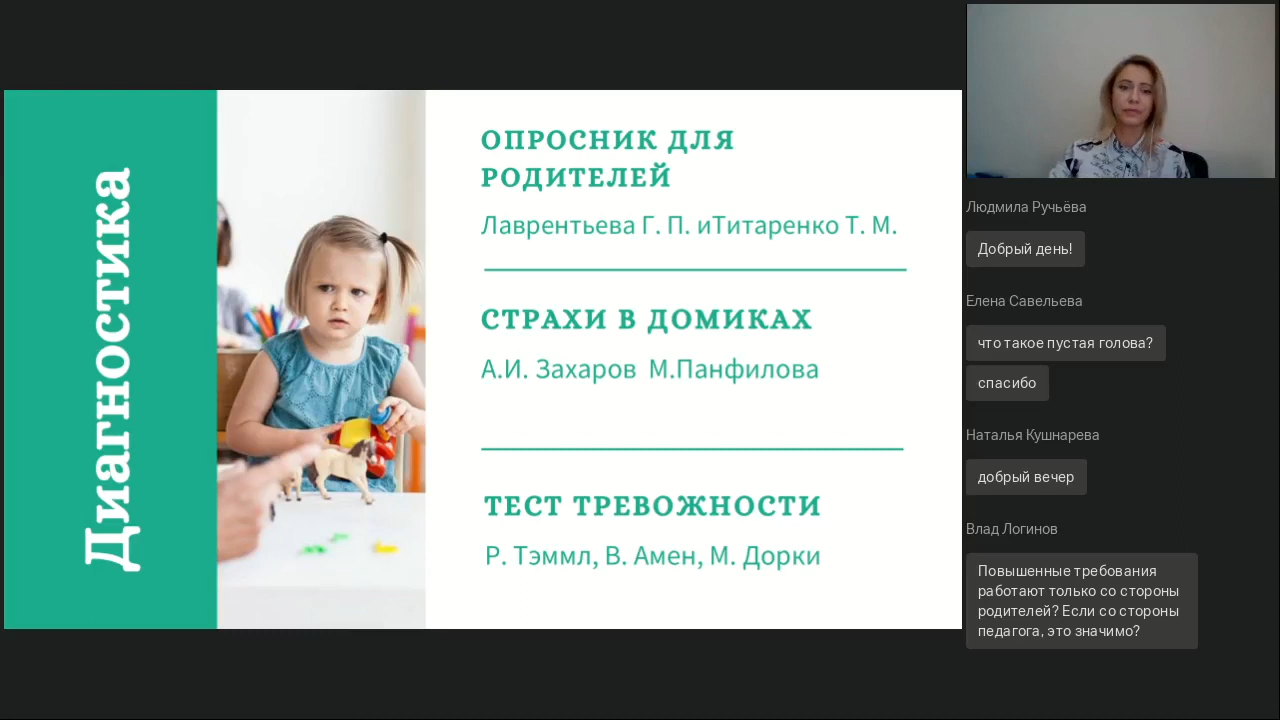 Диагностика
ОПРОСНИК ДЛЯ
РОДИТЕЛЕЙ
Лаврентьева Г. П. иТитаренко Т. М.
СТРАХИ В ДОМИКАХ
А.И. Захаров М.Панфилова
ТЕСТ ТРЕВОЖНОСТИ
Р. Тэммл, В. Амен, М. Дорки
Людмила Ручьёва
Добрый день!
Елена Савельева
что такое пустая голова?
спасибо
Наталья Кушнарева
добрый вечер
Влад Логинов
Повышенные требования
работают только со стороны
родителей? Если со стороны
педагога, это значимо?